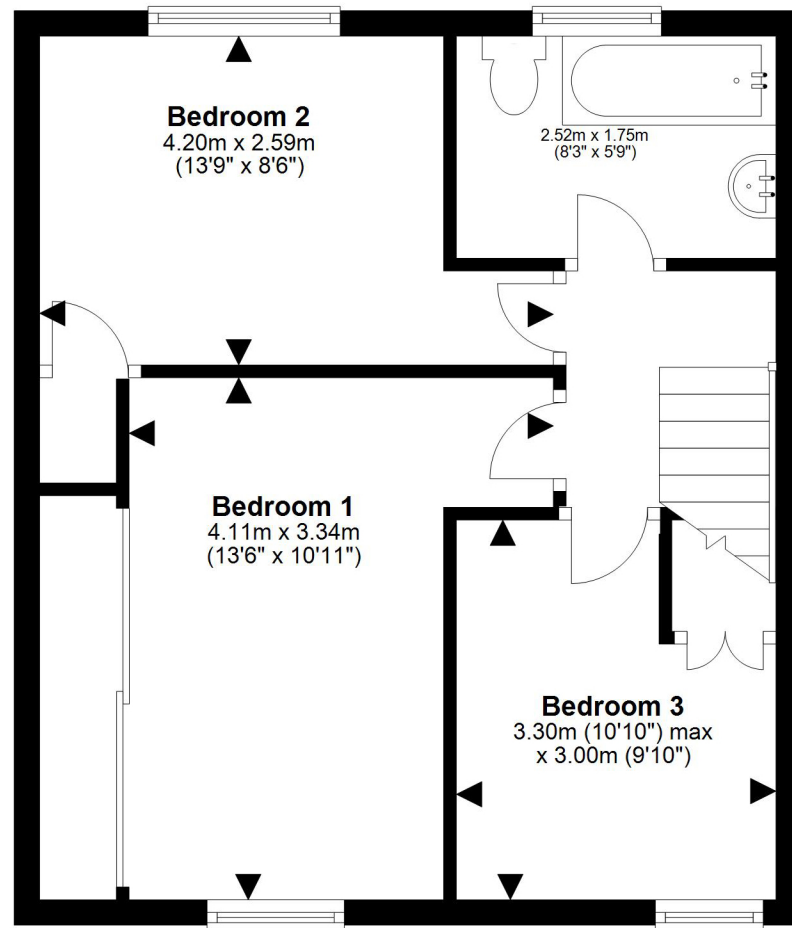 Bedroom 2
4.20m x 2.59m
(13'9" x 8'6")
2.52m x 1.75m
(8'3" x 5'9")
Bedroom 1
4.11m x 3.34m
(13'6" x 10'11")
Bedroom 3
3.30m (10'10") max
x 3.00m (9'10")